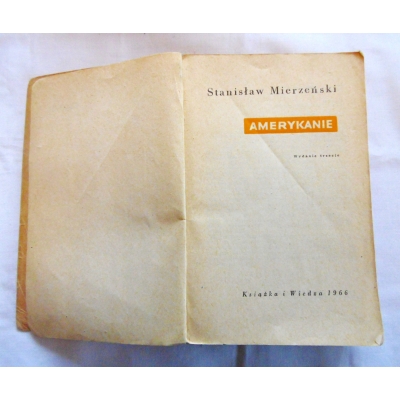 Stanisław Mierzeński
AMERYKANIE
Wydanie trzecie
Książka i Wiedza 1966